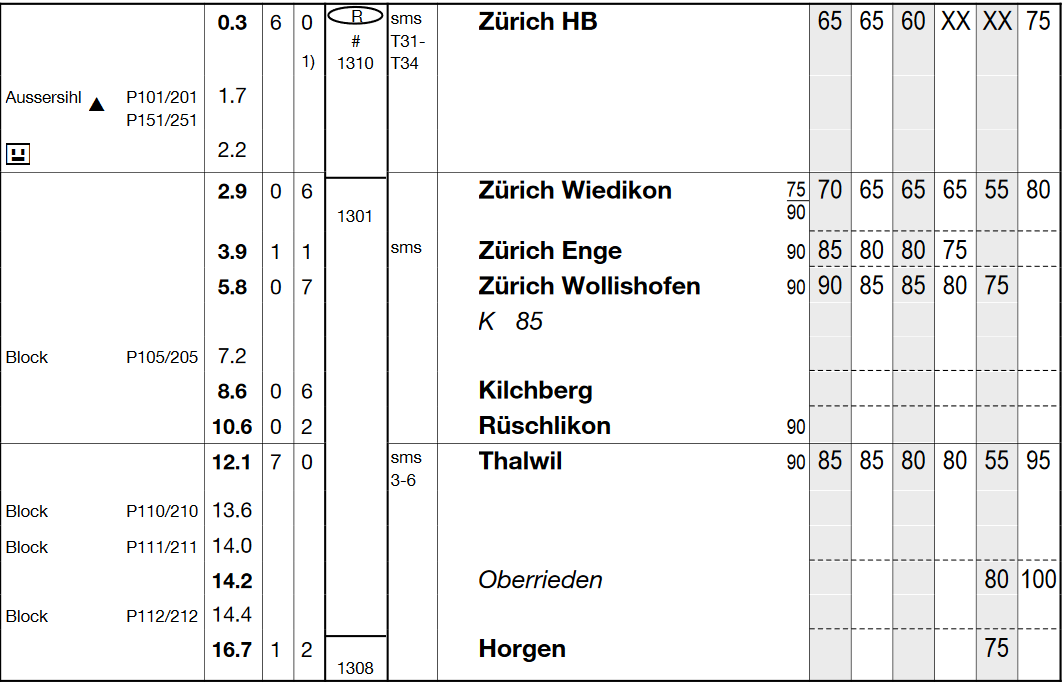 0.3 6 0 R sms Zürich HB 65 65 60 XX XX 75
# T31-
1) 1310 T34
Aussersihl ▲ P101/201 1.7
P151/251
2.2
2.9 0 6 Zürich Wiedikon 75 70 65 65 65 55 80
1301 90
3.9 1 1 sms Zürich Enge 90 85 80 80 75
5.8 0 7 Zürich Wollishofen 90 90 85 85 80 75
K 85
Block P105/205 7.2
8.6 0 6 Kilchberg
10.6 0 2 Rüschlikon 90
12.1 7 0 sms Thalwil 90 85 85 80 80 55 95
3-6
Block P110/210 13.6
Block P111/211 14.0
14.2 Oberrieden 80 100
Block P112/212 14.4
16.7 1 2 Horgen 75
1308